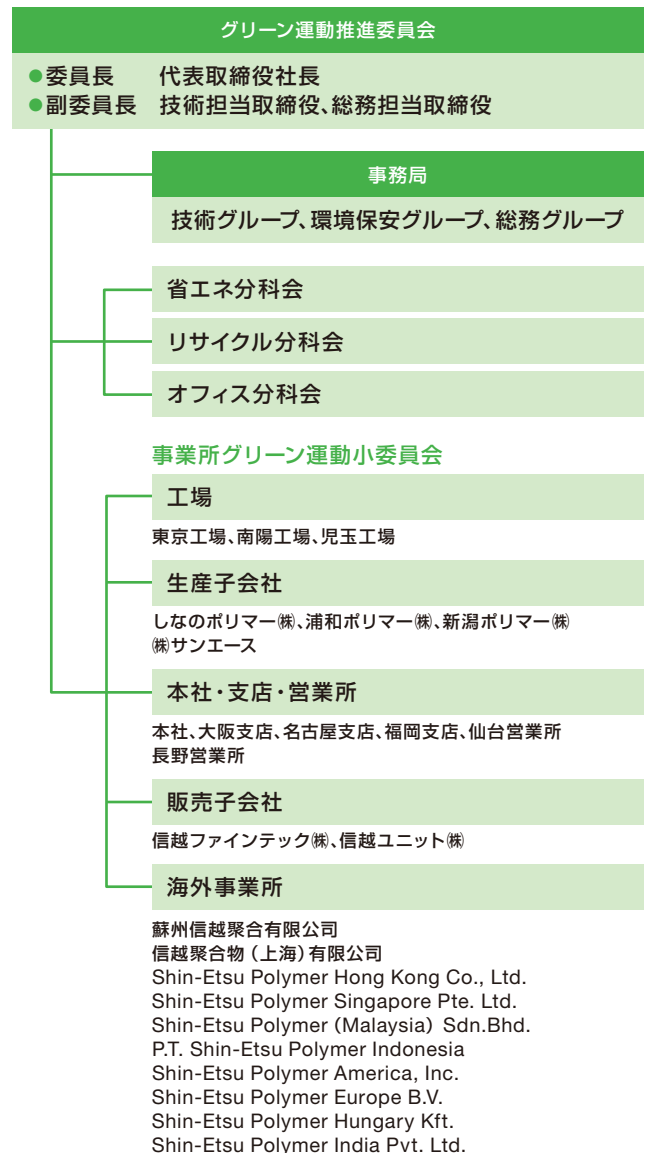 グリーン運動推進委員会
●委員長 代表取締役社長
●副委員長 技術担当取締役、総務担当取締役
事務局
技術グループ、環境保安グループ、総務グループ
省エネ分科会
リサイクル分科会
オフィス分科会
事業所グリーン運動小委員会
工場
東京工場、南陽工場、児玉工場
生産子会社
しなのポリマー㈱、浦和ポリマー㈱、新潟ポリマー㈱
㈱サンエース
本社・支店・営業所
本社、大阪支店、名古屋支店、福岡支店、仙台営業所
長野営業所
販売子会社
信越ファインテック㈱、信越ユニット㈱
海外事業所
蘇州信越聚合有限公司
信越聚合物（上海）有限公司
Shin-Etsu Polymer Hong Kong Co., Ltd.
Shin-Etsu Polymer Singapore Pte. Ltd.
Shin-Etsu Polymer (Malaysia) Sdn.Bhd.
P.T. Shin-Etsu Polymer Indonesia
Shin-Etsu Polymer America, Inc.
Shin-Etsu Polymer Europe B.V.
Shin-Etsu Polymer Hungary Kft.
Shin-Etsu Polymer India Pvt. Ltd.